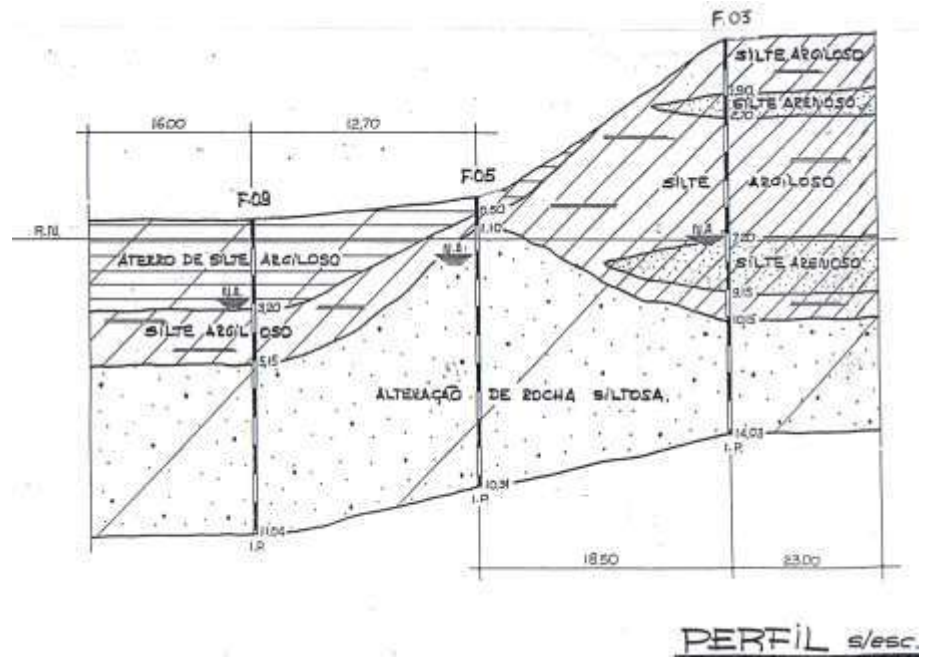 F.03
SILTE ARGILOSO
1,90
SILTE ARENOSO
2,70
16.00
12,70
F.05
SILTE ARGILOSO
F-09
0,50
1,10
R.N.
N.A.
N.A.
7,20
ATERRO DE SILTE ARGILOSO
SILTE ARENOSO
N.A.
3,20
9,15
SILTE ARGILOSO
10,15
5,15
ALTERAÇÃO DE ROCHA SILTOSA.
14,03
I.P.
10,31
I.P.
11,04
I.P.
18.50
23.00
PERFIL s/esc.